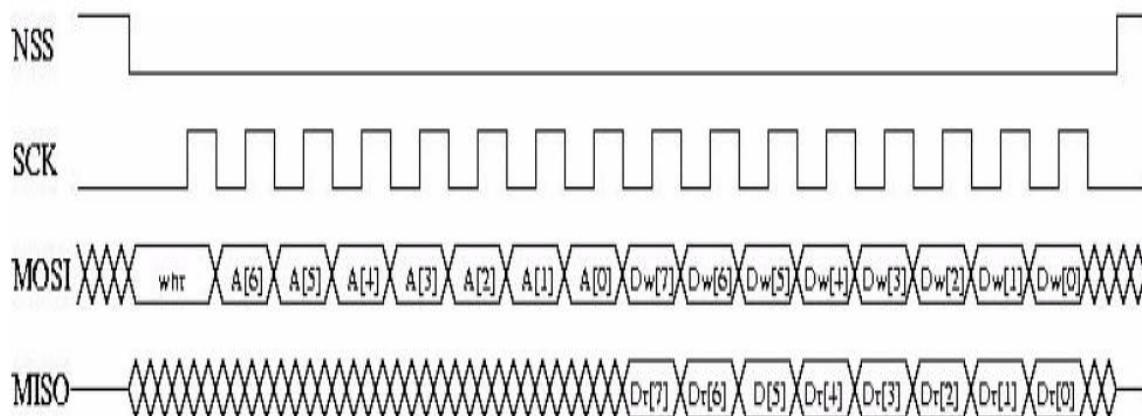 NSS
SCK
MOSI whr A[6] A[5] A[4] A[3] A[2] A[1] A[0] Dw[7] Dw[6] Dw[5] Dw[4] Dw[3] Dw[2] Dw[1] Dw[0]
MISO Dr[7] Dr[6] D[5] Dr[4] Dr[3] Dr[2] Dr[1] Dr[0]